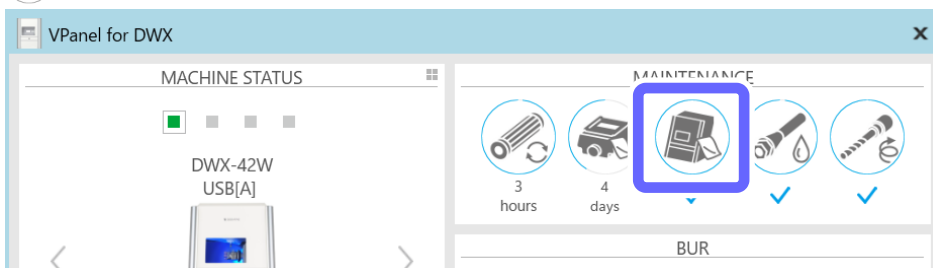 VPanel for DWX
MACHINE STATUS
DWX-42W
USB[A]
MAINTENANCE
3
hours
4
days
BUR